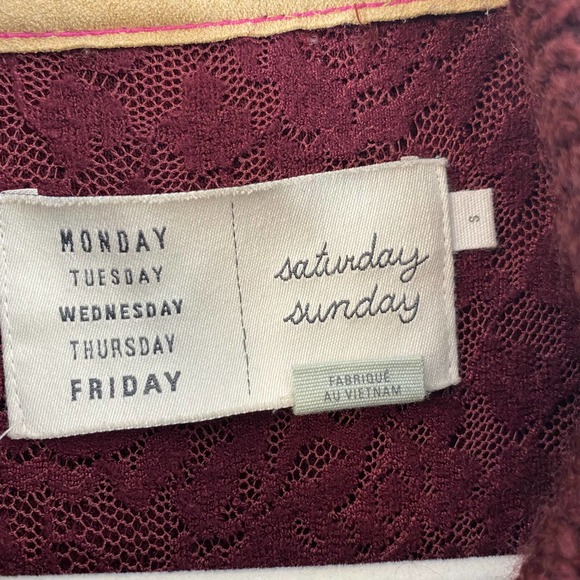 MONDAY
TUESDAY
WEDNESDAY
THURSDAY
FRIDAY
saturday
sunday
S
FABRIQUÉ
AU VIETNAM